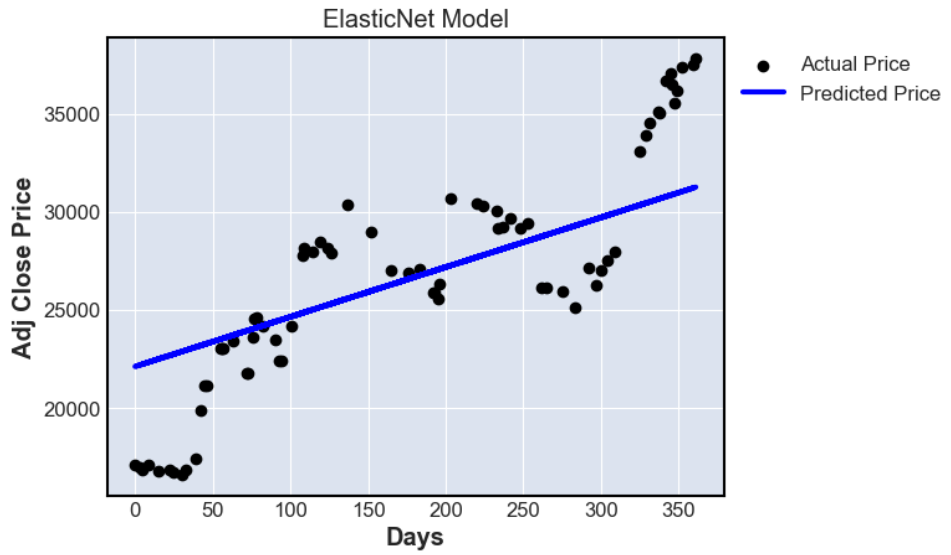 ElasticNet Model
Actual Price
Predicted Price
35000
30000
25000
20000
Adj Close Price
0 50 100 150 200 250 300 350
Days